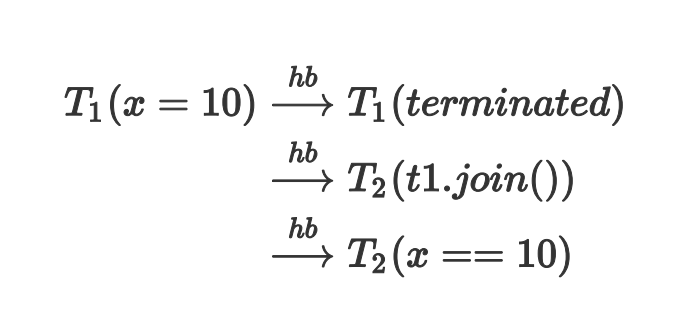 T₁(x = 10) —hb→ T₁(terminated)
—hb→ T₂(t1.join())
—hb→ T₂(x == 10)